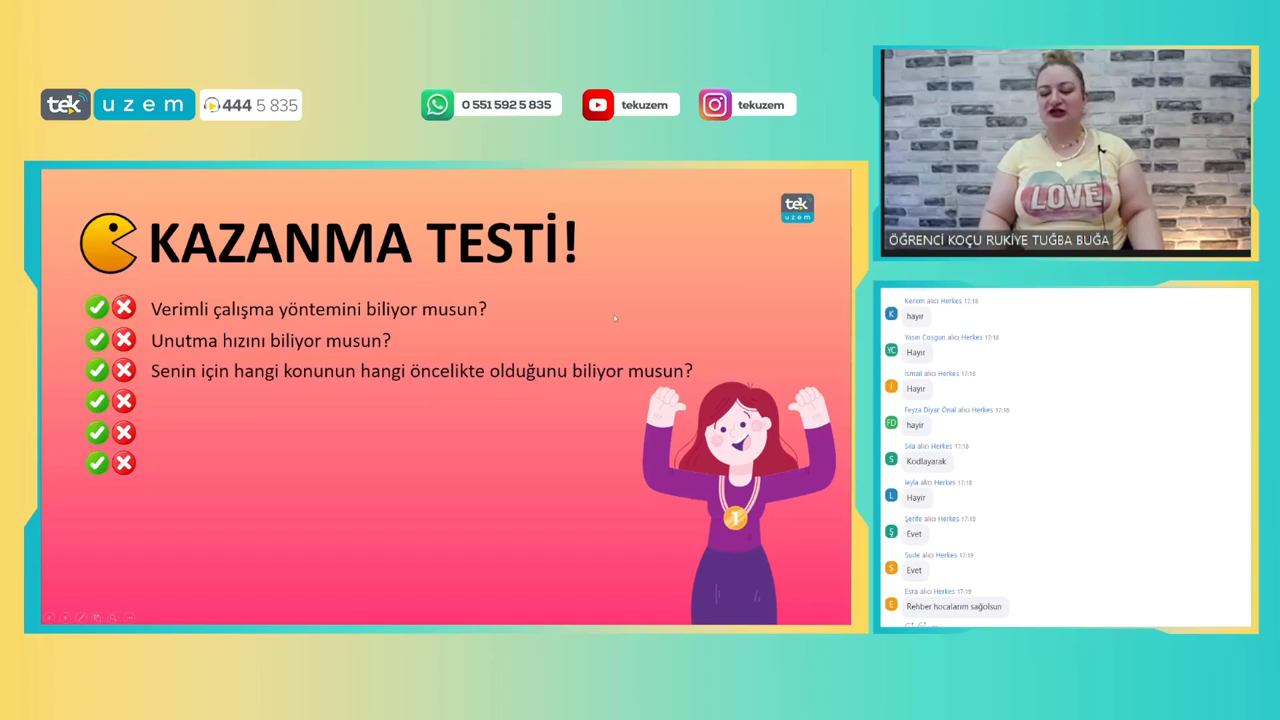 tek uzem 444 5 835
0 551 592 5 835
tekuzem
tekuzem
tek
uzem
KAZANMA TESTİ!
Verimli çalışma yöntemini biliyor musun?
Unutma hızını biliyor musun?
Senin için hangi konunun hangi öncelikte olduğunu biliyor musun?
1
LOVE
ÖĞRENCİ KOÇU RUKİYE TUĞBA BUĞA
Kerem alıcı Herkes 17:18
K
hayır
Yasin Coşgun alıcı Herkes 17:18
YC
Hayır
ismail alıcı Herkes 17:18
I
Hayır
Feyza Diyar Önal alıcı Herkes 17:18
FD
hayir
Sıla alıcı Herkes 17:18
S
Kodlayarak
leyla alıcı Herkes 17:18
L
Hayır
Şerife alıcı Herkes 17:18
Ş
Evet
Sude alıcı Herkes 17:19
S
Evet
Esra alıcı Herkes 17:19
E
Rehber hocalarım sağolsun